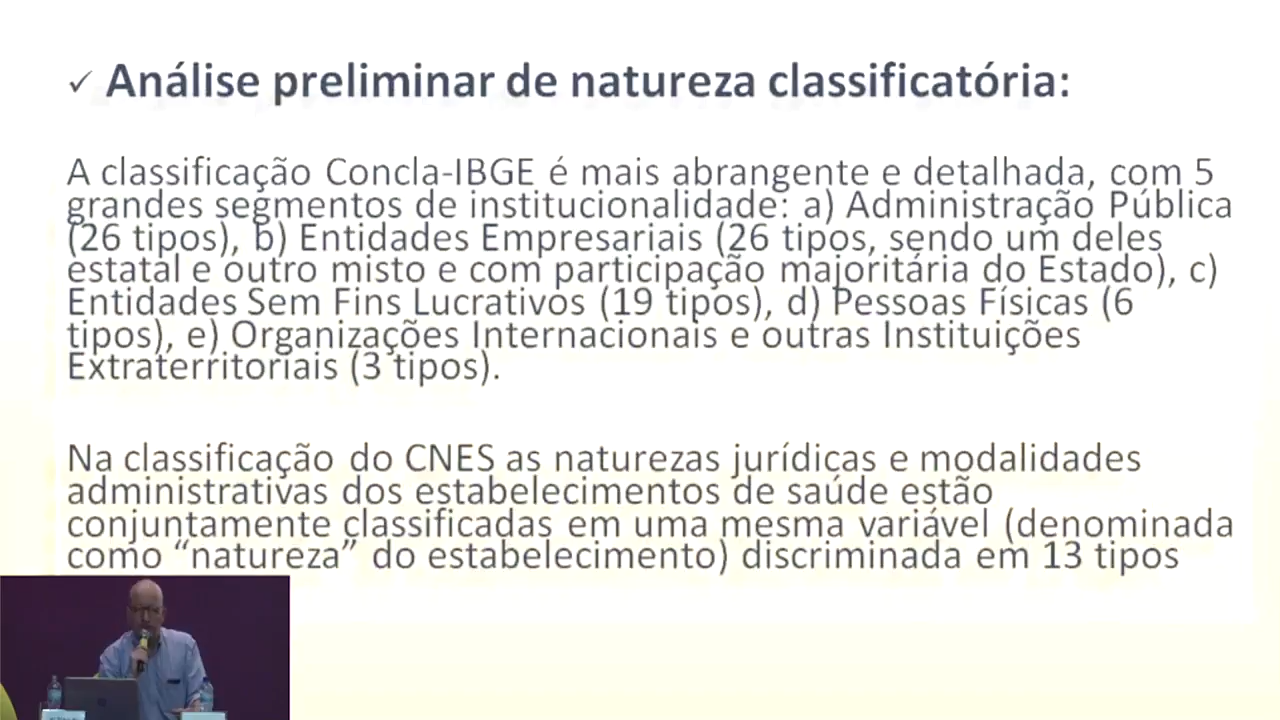 ✓ Análise preliminar de natureza classificatória:
A classificação Concla-IBGE é mais abrangente e detalhada, com 5
grandes segmentos de institucionalidade: a) Administração Pública
(26 tipos), b) Entidades Empresariais (26 tipos, sendo um deles
estatal e outro misto e com participação majoritária do Estado), c)
Entidades Sem Fins Lucrativos (19 tipos), d) Pessoas Físicas (6
tipos), e) Organizações Internacionais e outras Instituições
Extraterritoriais (3 tipos).
Na classificação do CNES as naturezas jurídicas e modalidades
administrativas dos estabelecimentos de saúde estão
conjuntamente classificadas em uma mesma variável (denominada
como “natureza” do estabelecimento) discriminada em 13 tipos